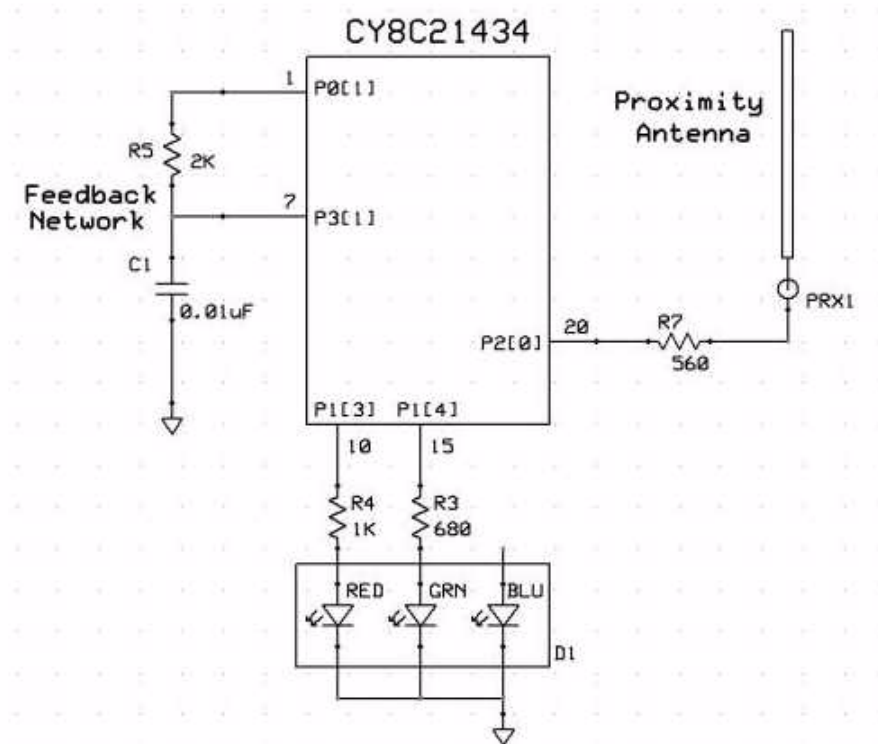 CY8C21434
1
P0[1]
Proximity
Antenna
R5
2K
Feedback
Network
7
P3[1]
C1
0.01uF
PRX1
20
P2[0]
R7
560
P1[3]
P1[4]
10
15
R4
1K
R3
680
RED
GRN
BLU
D1